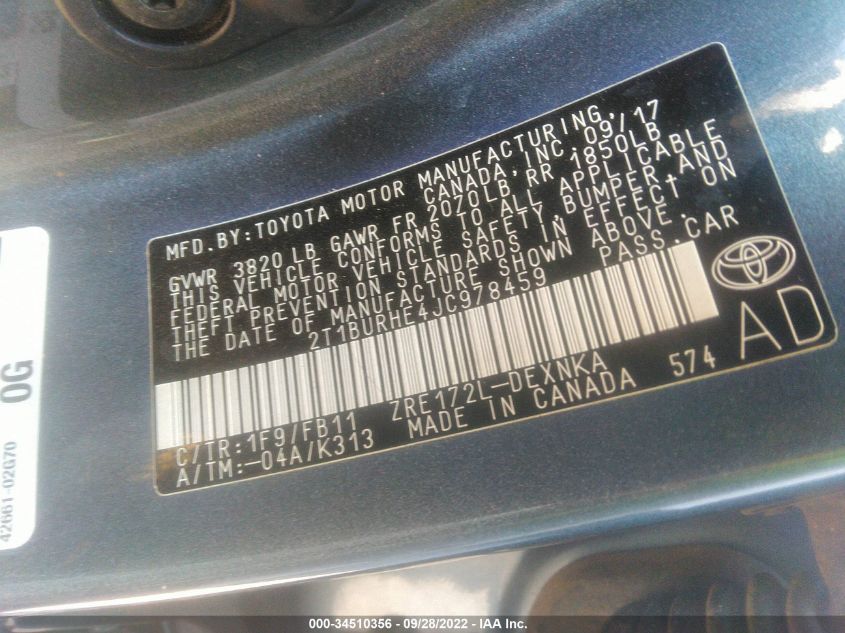 MFD. BY: TOYOTA MOTOR MANUFACTURING,
CANADA, INC. 09/17
GVWR 3820 LB GAWR FR 2070LB RR 1850LB
THIS VEHICLE CONFORMS TO ALL APPLICABLE
FEDERAL MOTOR VEHICLE SAFETY, BUMPER, AND
THEFT PREVENTION STANDARDS IN EFFECT ON
THE DATE OF MANUFACTURE SHOWN ABOVE.
2T1BURHE4JC978459 PASS.CAR
C/TR:1F9/FB11 ZRE172L-DEXNKA
A/TM:-04A/K313 MADE IN CANADA 574
AD
0G
42661-02G70
000-34510356 - 09/28/2022 - IAA Inc.